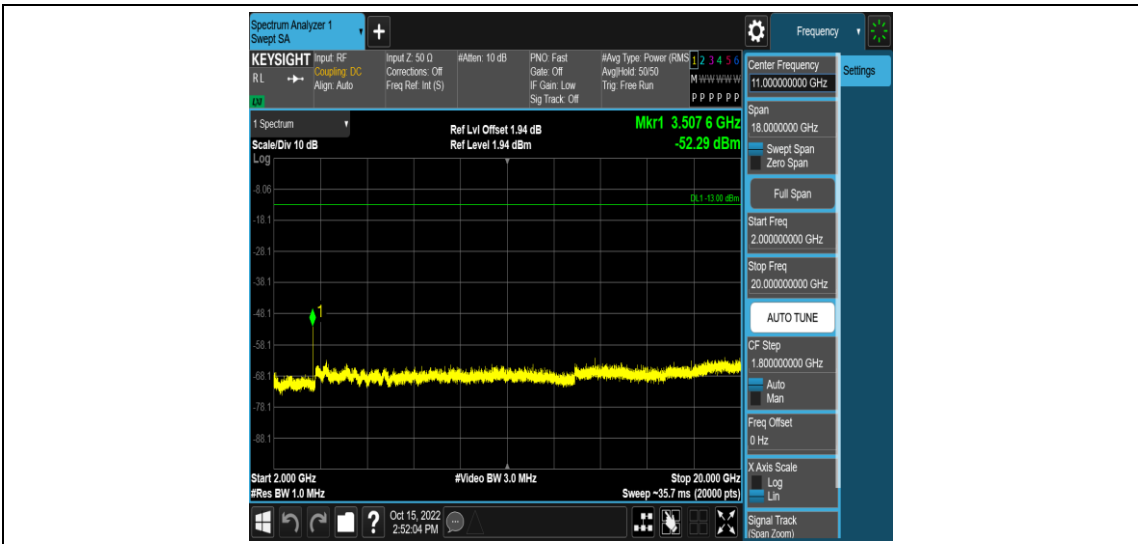 Spectrum Analyzer 1
Swept SA
+
Frequency
KEYSIGHT
RL
LXI
Input: RF
Coupling: DC
Align: Auto
Input Z: 50 Ω
Corrections: Off
Freq Ref: Int (S)
#Atten: 10 dB
PNO: Fast
Gate: Off
IF Gain: Low
Sig Track: Off
#Avg Type: Power (RMS
Avg|Hold: 50/50
Trig: Free Run
1 2 3 4 5 6
M W W W W W
P P P P P P
1 Spectrum
Scale/Div 10 dB
Log
Ref Lvl Offset 1.94 dB
Ref Level 1.94 dBm
Mkr1 3.507 6 GHz
-52.29 dBm
-8.06
DL1 -13.00 dBm
-18.1
-28.1
-38.1
-48.1
1
-58.1
-68.1
-78.1
-88.1
Start 2.000 GHz
#Res BW 1.0 MHz
#Video BW 3.0 MHz
Stop 20.000 GHz
Sweep ~35.7 ms (20000 pts)
?
Oct 15, 2022
2:52:04 PM
Center Frequency
11.000000000 GHz
Settings
Span
18.0000000 GHz
Swept Span
Zero Span
Full Span
Start Freq
2.000000000 GHz
Stop Freq
20.000000000 GHz
AUTO TUNE
CF Step
1.800000000 GHz
Auto
Man
Freq Offset
0 Hz
X Axis Scale
Log
Lin
Signal Track
(Span Zoom)